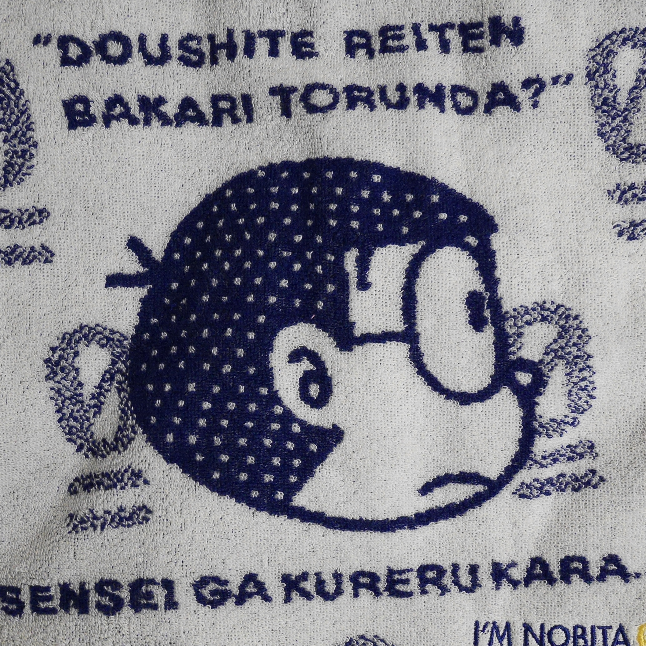 "DOUSHITE REITEN
BAKARI TORUNDA?"
SENSEI GA KURERU KARA.
I'M NOBITA